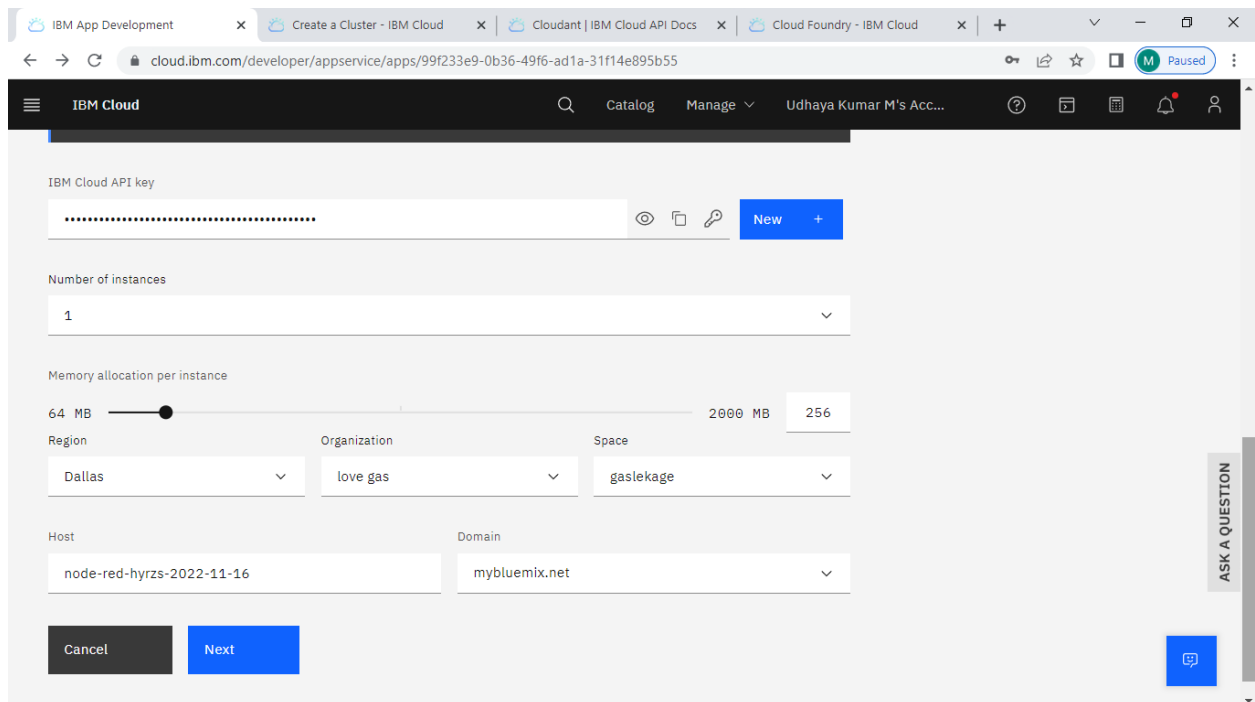 IBM App Development
Create a Cluster - IBM Cloud
Cloudant | IBM Cloud API Docs
Cloud Foundry - IBM Cloud
cloud.ibm.com/developer/appservice/apps/99f233e9-0b36-49f6-ad1a-31f14e895b55
M Paused
IBM Cloud
Catalog
Manage
Udhaya Kumar M's Acc...
IBM Cloud API key
••••••••••••••••••••••••••••••••••••••••••••
New +
Number of instances
1
Memory allocation per instance
64 MB
2000 MB
256
Region
Organization
Space
Dallas
love gas
gaslekage
Host
Domain
node-red-hyrzs-2022-11-16
mybluemix.net
Cancel
Next
ASK A QUESTION